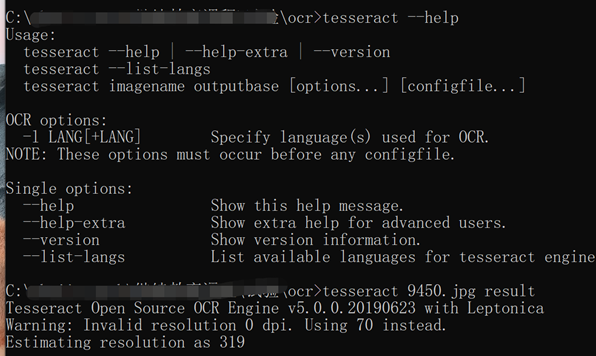 C:\ \ocr>tesseract --help
Usage:
  tesseract --help | --help-extra | --version
  tesseract --list-langs
  tesseract imagename outputbase [options...] [configfile...]

OCR options:
  -l LANG[+LANG]        Specify language(s) used for OCR.
NOTE: These options must occur before any configfile.

Single options:
  --help                Show this help message.
  --help-extra          Show extra help for advanced users.
  --version             Show version information.
  --list-langs          List available languages for tesseract engine

C:\ \ocr>tesseract 9450.jpg result
Tesseract Open Source OCR Engine v5.0.0.20190623 with Leptonica
Warning: Invalid resolution 0 dpi. Using 70 instead.
Estimating resolution as 319